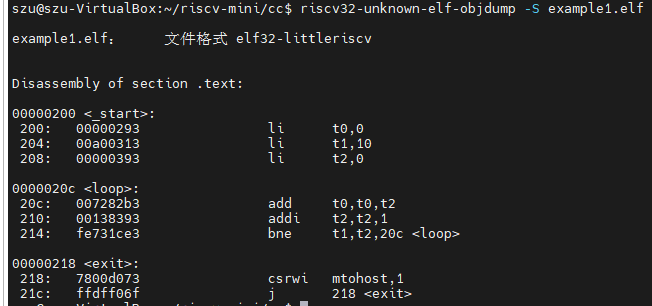 szu@szu-VirtualBox:~/riscv-mini/cc$ riscv32-unknown-elf-objdump -S example1.elf
example1.elf： 文件格式 elf32-littleriscv
Disassembly of section .text:
00000200 <_start>:
200: 00000293 li t0,0
204: 00a00313 li t1,10
208: 00000393 li t2,0
0000020c <loop>:
20c: 007282b3 add t0,t0,t2
210: 00138393 addi t2,t2,1
214: fe731ce3 bne t1,t2,20c <loop>
00000218 <exit>:
218: 7800d073 csrwi mtohost,1
21c: ffdff06f j 218 <exit>